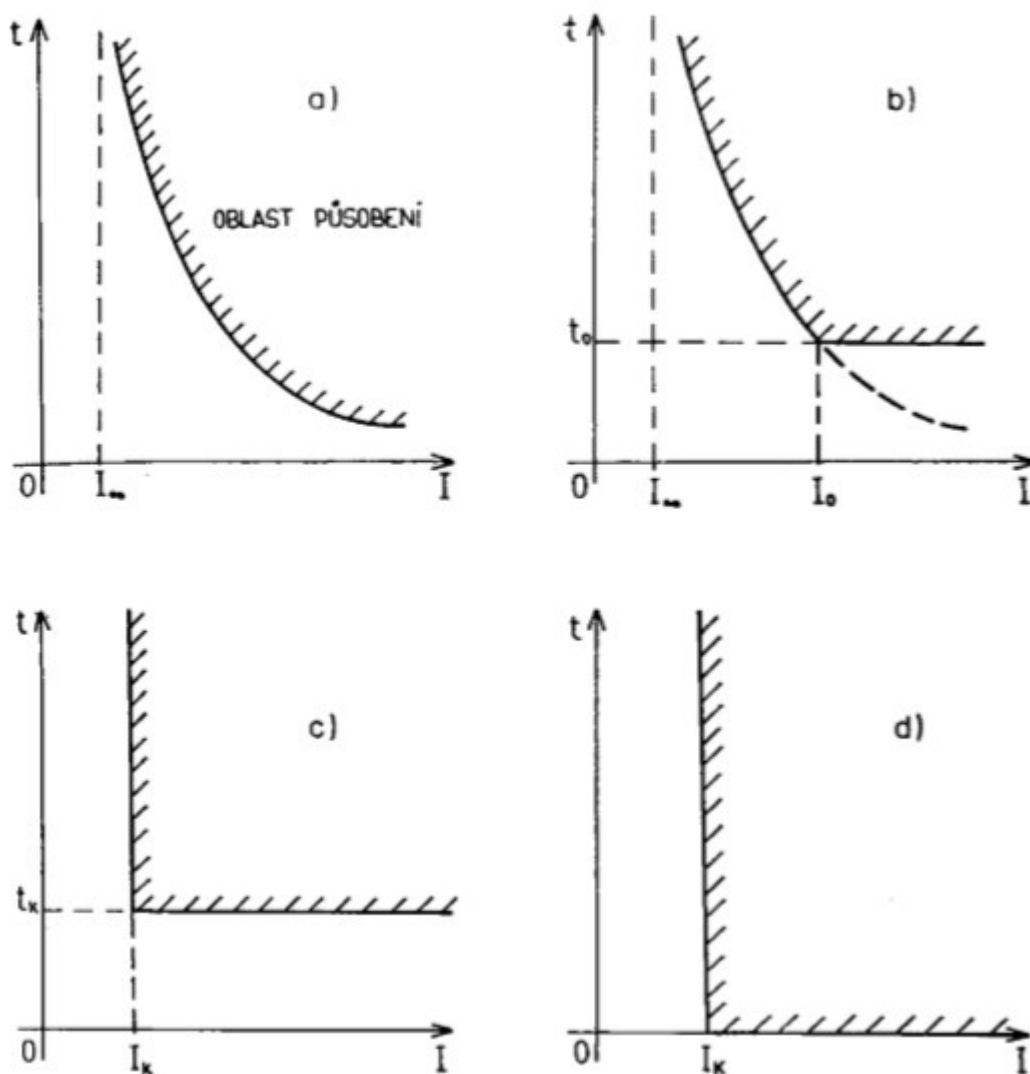 t
a)
OBLAST PŮSOBENÍ
0
I∞
I
t
b)
t₀
0
I∞
I₀
I
t
c)
tₖ
0
Iₖ
I
t
d)
0
Iₖ
I